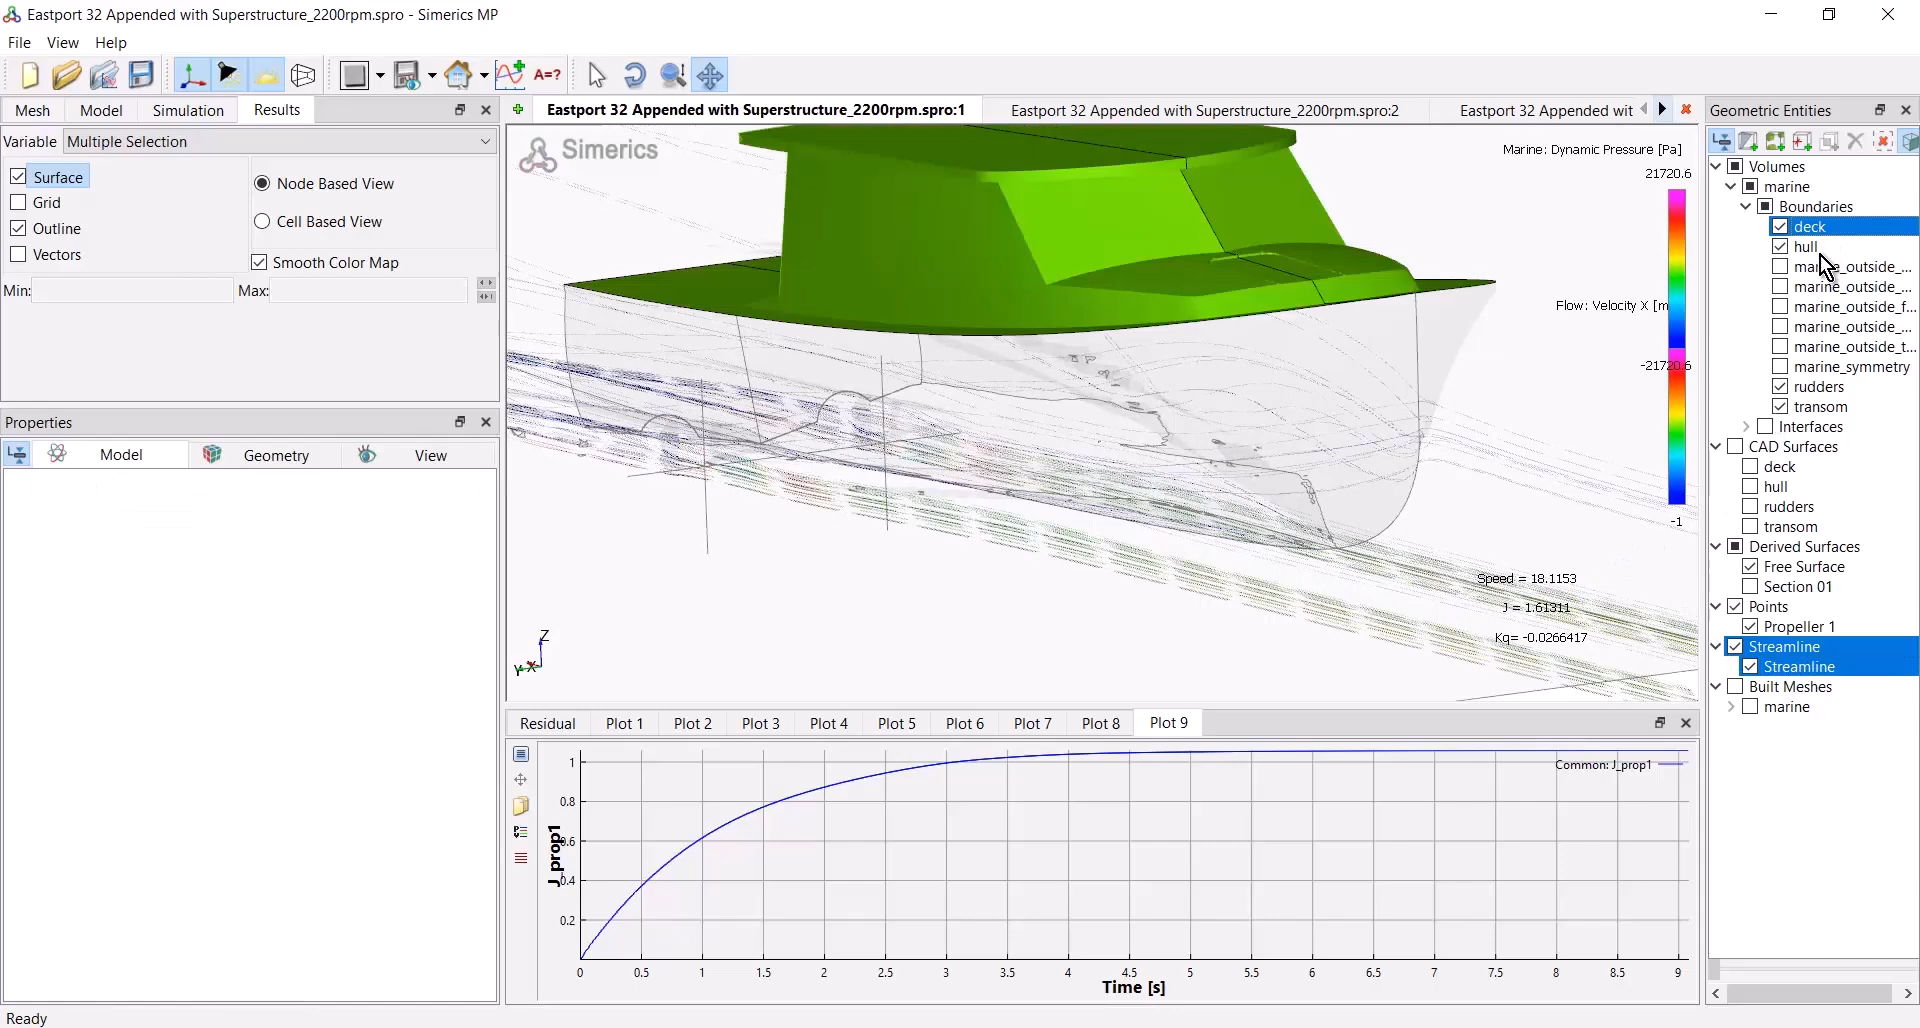 Eastport 32 Appended with Superstructure_2200rpm.spro - Simerics MP
File View Help
A=?
Mesh Model Simulation Results
Variable Multiple Selection
Surface
Grid
Outline
Vectors
Node Based View
Cell Based View
Smooth Color Map
Min: Max:
Properties
Model Geometry View
Eastport 32 Appended with Superstructure_2200rpm.spro:1 Eastport 32 Appended with Superstructure_2200rpm.spro:2 Eastport 32 Appended wit
Simerics
Marine: Dynamic Pressure [Pa]
21720.6
Flow: Velocity X [m
-21720.6
-1
Speed = 18.1153
J = 1.61311
Kq= -0.0266417
Z
Y X
Residual Plot 1 Plot 2 Plot 3 Plot 4 Plot 5 Plot 6 Plot 7 Plot 8 Plot 9
Common: J_prop1
J_prop1
1
0.8
0.6
0.4
0.2
0 0.5 1 1.5 2 2.5 3 3.5 4 4.5 5 5.5 6 6.5 7 7.5 8 8.5 9
Time [s]
Geometric Entities
Volumes
marine
Boundaries
deck
hull
marine_outside_...
marine_outside_...
marine_outside_f...
marine_outside_...
marine_outside_t...
marine_symmetry
rudders
transom
Interfaces
CAD Surfaces
deck
hull
rudders
transom
Derived Surfaces
Free Surface
Section 01
Points
Propeller 1
Streamline
Streamline
Built Meshes
marine
Ready